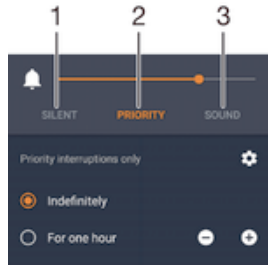 1 2 3
SILENT PRIORITY SOUND
Priority interruptions only
Indefinitely
For one hour